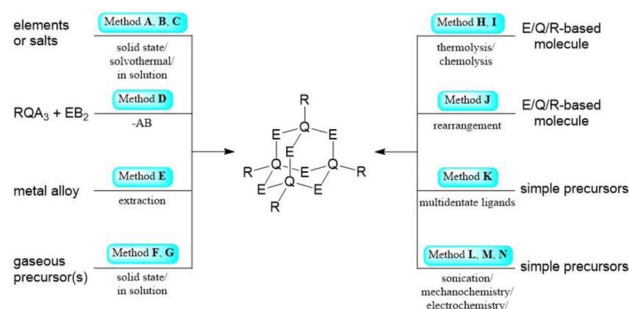 elements
or salts
Method A, B, C
solid state/
solvothermal/
in solution
RQA₃ + EB₂
Method D
-AB
metal alloy
Method E
extraction
gaseous
precursor(s)
Method F, G
solid state/
in solution
R
Q
E
E
E
R
Q
Q
E
E
R
Q
E
R
Method H, I
thermolysis/
chemolysis
E/Q/R-based
molecule
Method J
rearrangement
E/Q/R-based
molecule
Method K
multidentate ligands
simple precursors
Method L, M, N
sonication/
mechanochemistry/
electrochemistry/
simple precursors